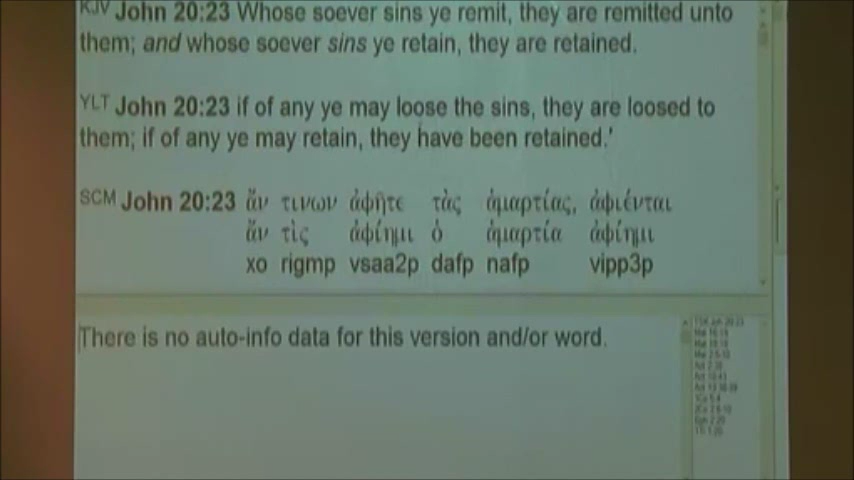 KJV John 20:23 Whose soever sins ye remit, they are remitted unto
them; and whose soever sins ye retain, they are retained.
YLT John 20:23 if of any ye may loose the sins, they are loosed to
them; if of any ye may retain, they have been retained.'
SCM John 20:23 ἄν τινων ἀφῆτε τὰς ἁμαρτίας, ἀφιένται
ἄν τὶς ἀφίημι ὁ ἁμαρτία ἀφίημι
xo rigmp vsaa2p dafp nafp vipp3p
There is no auto-info data for this version and/or word.